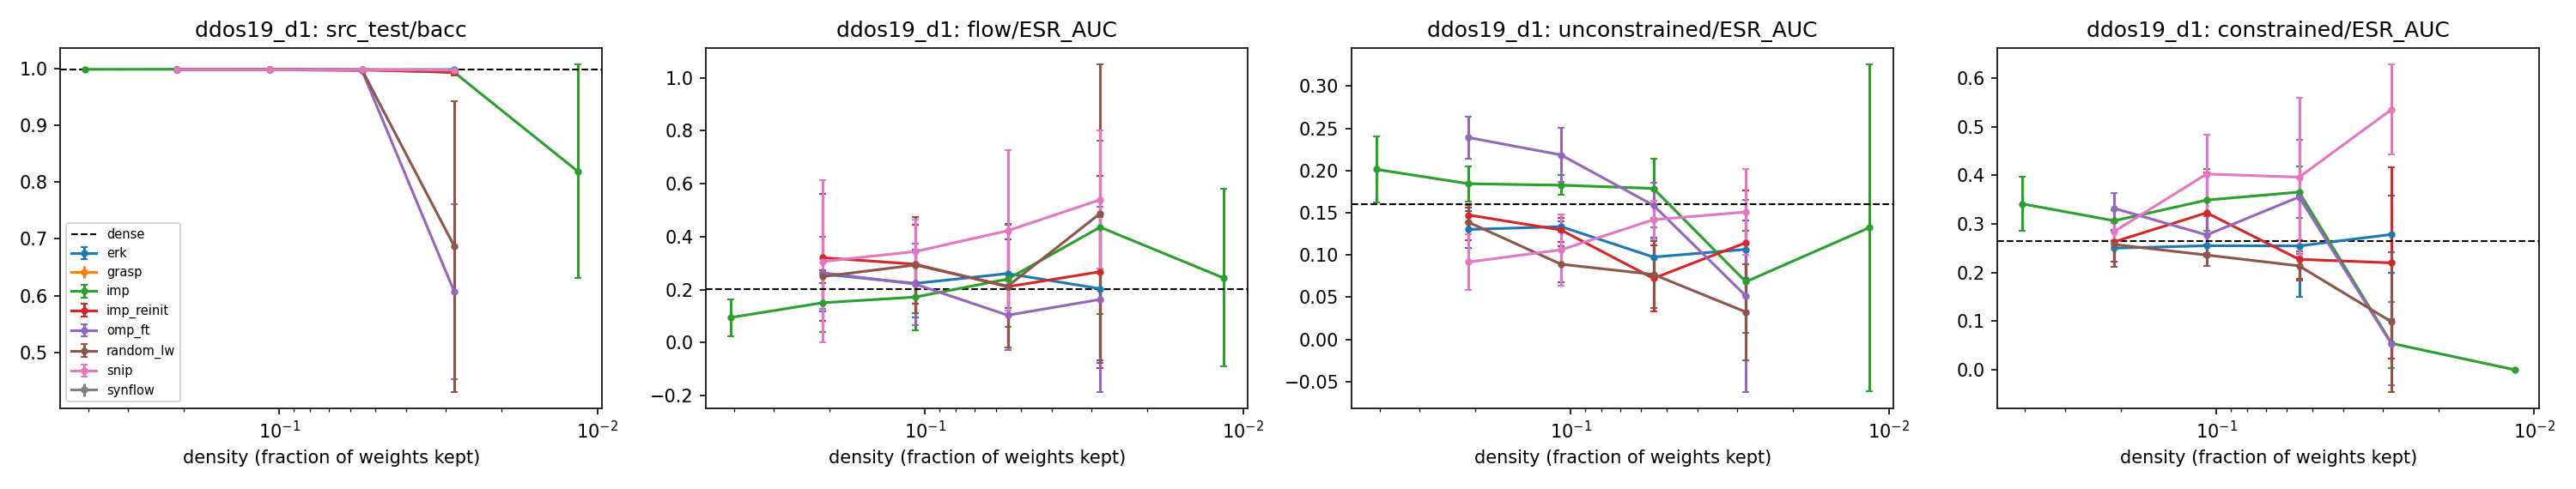 ddos19_d1: src_test/bacc
1.0
0.9
0.8
0.7
0.6
0.5
dense
erk
grasp
imp
imp_reinit
omp_ft
random_lw
snip
synflow
10⁻¹
10⁻²
density (fraction of weights kept)
ddos19_d1: flow/ESR_AUC
1.0
0.8
0.6
0.4
0.2
0.0
−0.2
10⁻¹
10⁻²
density (fraction of weights kept)
ddos19_d1: unconstrained/ESR_AUC
0.30
0.25
0.20
0.15
0.10
0.05
0.00
−0.05
10⁻¹
10⁻²
density (fraction of weights kept)
ddos19_d1: constrained/ESR_AUC
0.6
0.5
0.4
0.3
0.2
0.1
0.0
10⁻¹
10⁻²
density (fraction of weights kept)